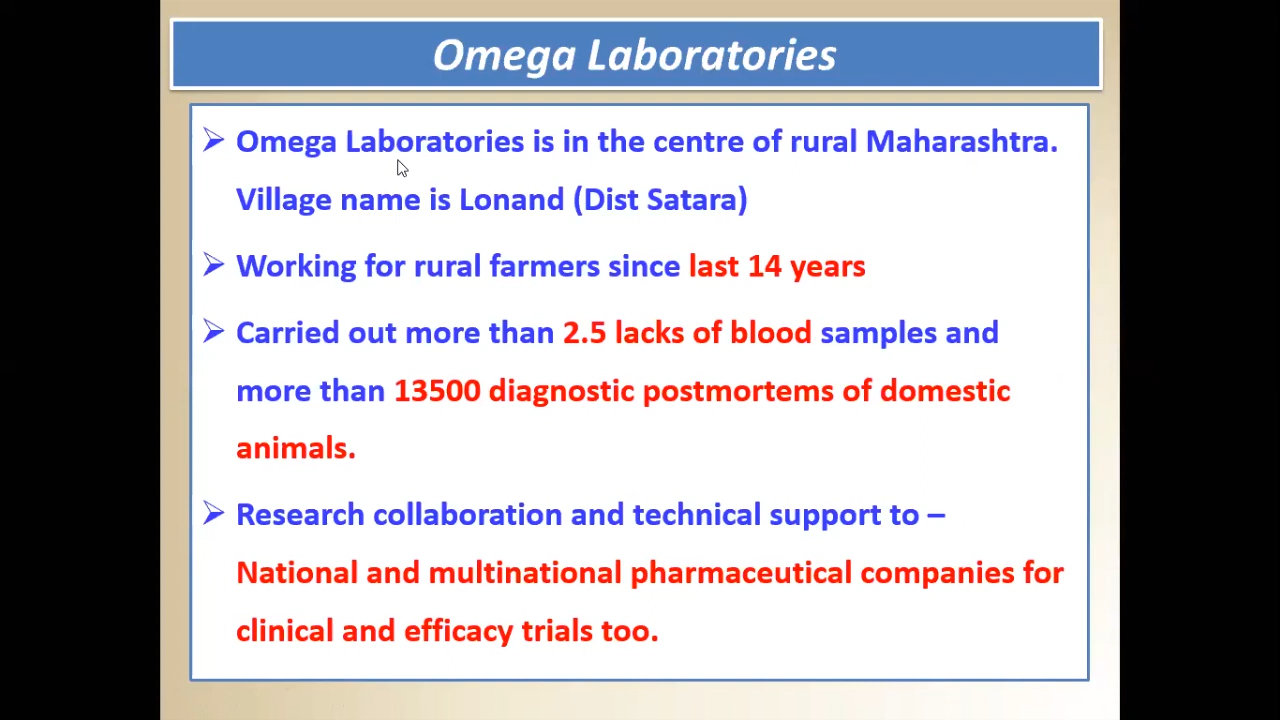 Omega Laboratories
Omega Laboratories is in the centre of rural Maharashtra.
Village name is Lonand (Dist Satara)
Working for rural farmers since last 14 years
Carried out more than 2.5 lacks of blood samples and
more than 13500 diagnostic postmortems of domestic
animals.
Research collaboration and technical support to –
National and multinational pharmaceutical companies for
clinical and efficacy trials too.